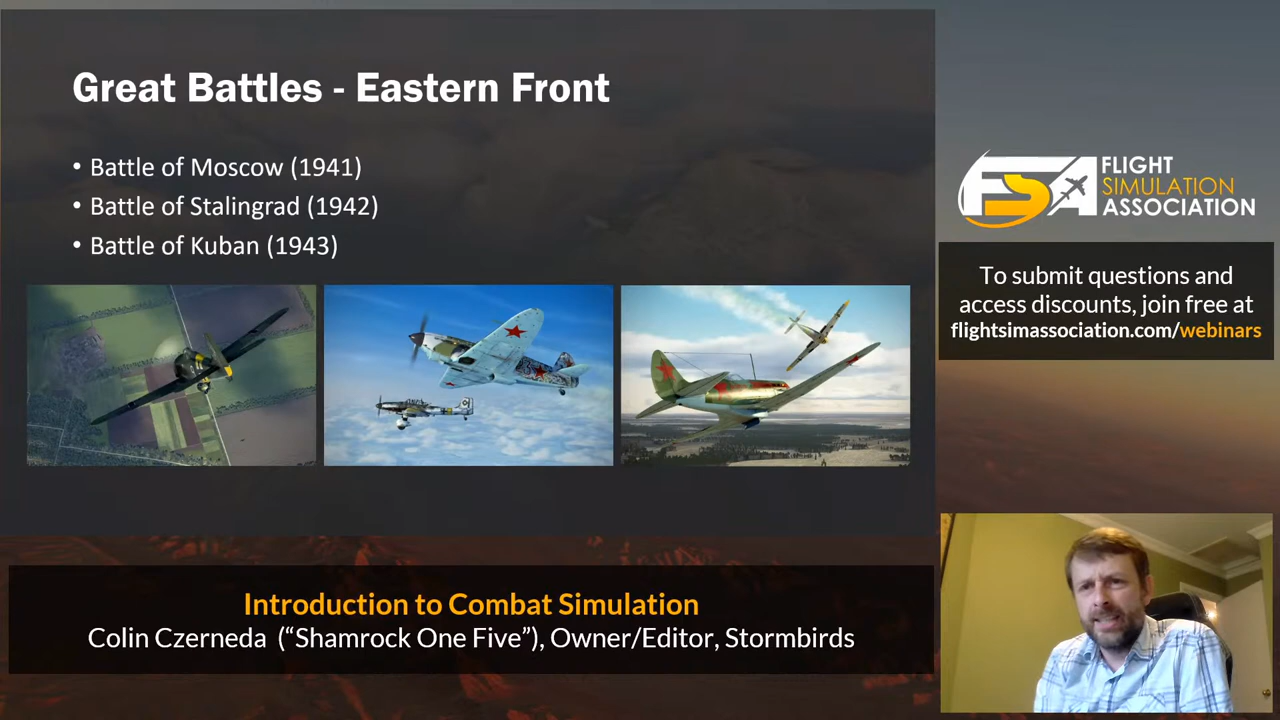 Great Battles - Eastern Front
• Battle of Moscow (1941)
• Battle of Stalingrad (1942)
• Battle of Kuban (1943)
FSA FLIGHT
SIMULATION
ASSOCIATION
To submit questions and
access discounts, join free at
flightsimassociation.com/webinars
Introduction to Combat Simulation
Colin Czerneda (“Shamrock One Five”), Owner/Editor, Stormbirds